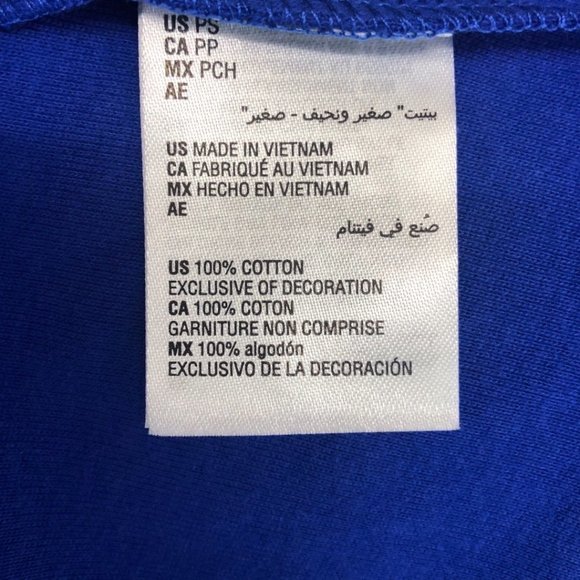 US PS
CA PP
MX PCH
AE
بيتيت" صغير ونحيف - صغير"
US MADE IN VIETNAM
CA FABRIQUÉ AU VIETNAM
MX HECHO EN VIETNAM
AE
صُنع في فيتنام
US 100% COTTON
EXCLUSIVE OF DECORATION
CA 100% COTON
GARNITURE NON COMPRISE
MX 100% algodón
EXCLUSIVO DE LA DECORACIÓN